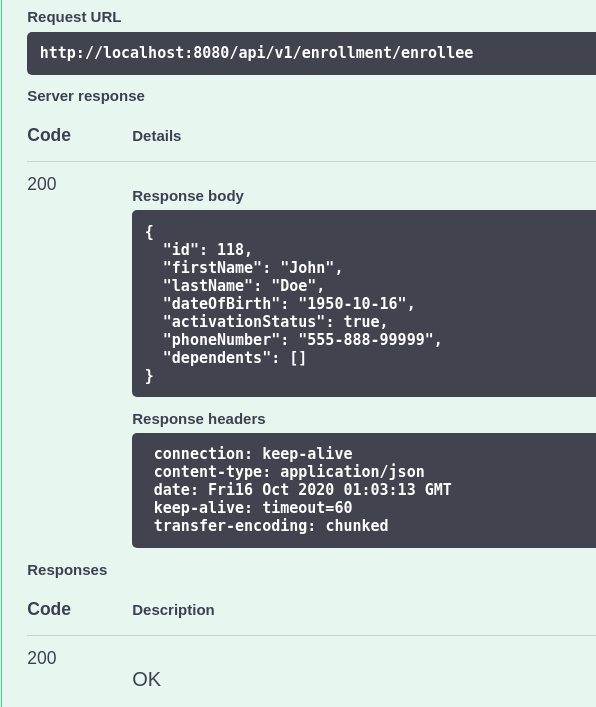 Request URL
http://localhost:8080/api/v1/enrollment/enrollee
Server response
Code Details
200
Response body
{
  "id": 118,
  "firstName": "John",
  "lastName": "Doe",
  "dateOfBirth": "1950-10-16",
  "activationStatus": true,
  "phoneNumber": "555-888-99999",
  "dependents": []
}
Response headers
connection: keep-alive
content-type: application/json
date: Fri16 Oct 2020 01:03:13 GMT
keep-alive: timeout=60
transfer-encoding: chunked
Responses
Code Description
200
OK